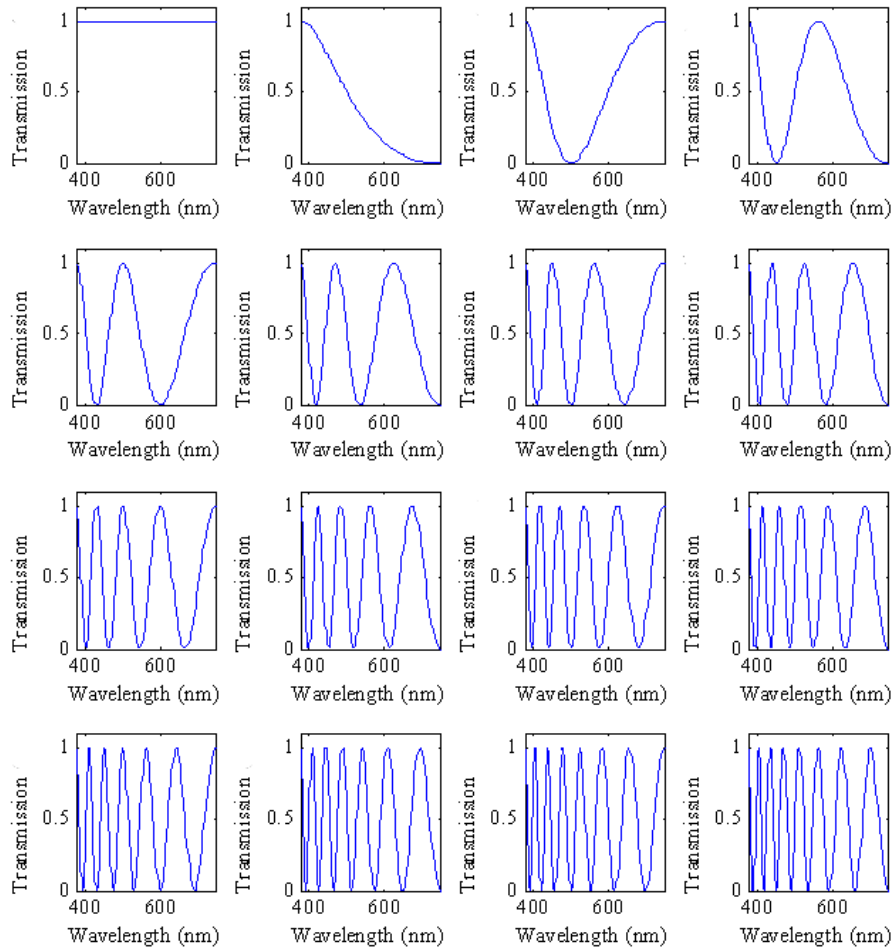 1 1 1 1
Transmission Transmission Transmission Transmission
0.5 0.5 0.5 0.5
0 0 0 0
400 600 400 600 400 600 400 600
Wavelength (nm) Wavelength (nm) Wavelength (nm) Wavelength (nm)
1 1 1 1
Transmission Transmission Transmission Transmission
0.5 0.5 0.5 0.5
0 0 0 0
400 600 400 600 400 600 400 600
Wavelength (nm) Wavelength (nm) Wavelength (nm) Wavelength (nm)
1 1 1 1
Transmission Transmission Transmission Transmission
0.5 0.5 0.5 0.5
0 0 0 0
400 600 400 600 400 600 400 600
Wavelength (nm) Wavelength (nm) Wavelength (nm) Wavelength (nm)
1 1 1 1
Transmission Transmission Transmission Transmission
0.5 0.5 0.5 0.5
0 0 0 0
400 600 400 600 400 600 400 600
Wavelength (nm) Wavelength (nm) Wavelength (nm) Wavelength (nm)